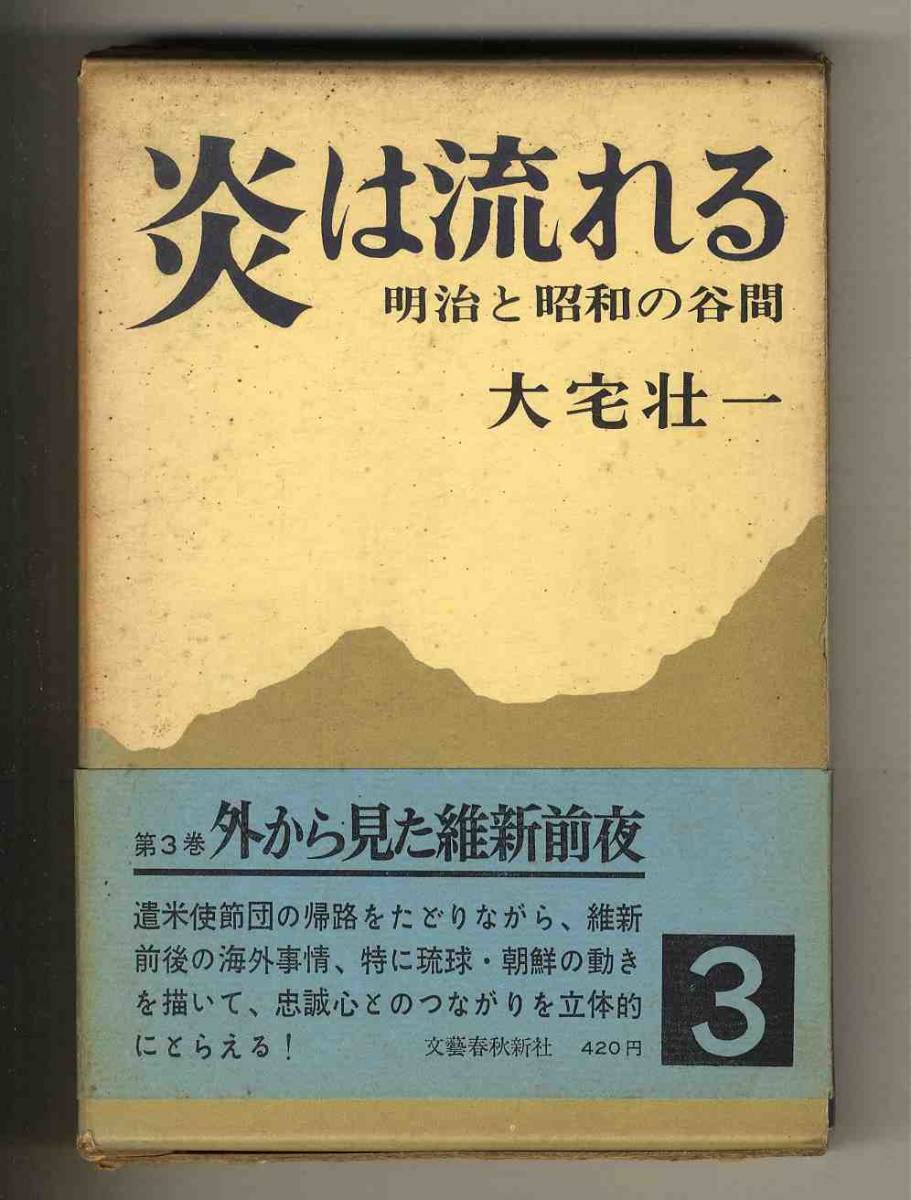 炎は流れる
明治と昭和の谷間
大宅壮一
第3巻 外から見た維新前夜
遣米使節団の帰路をたどりながら、維新
前後の海外事情、特に琉球・朝鮮の動き
を描いて、忠誠心とのつながりを立体的
にとらえる!
文藝春秋新社 420円
3